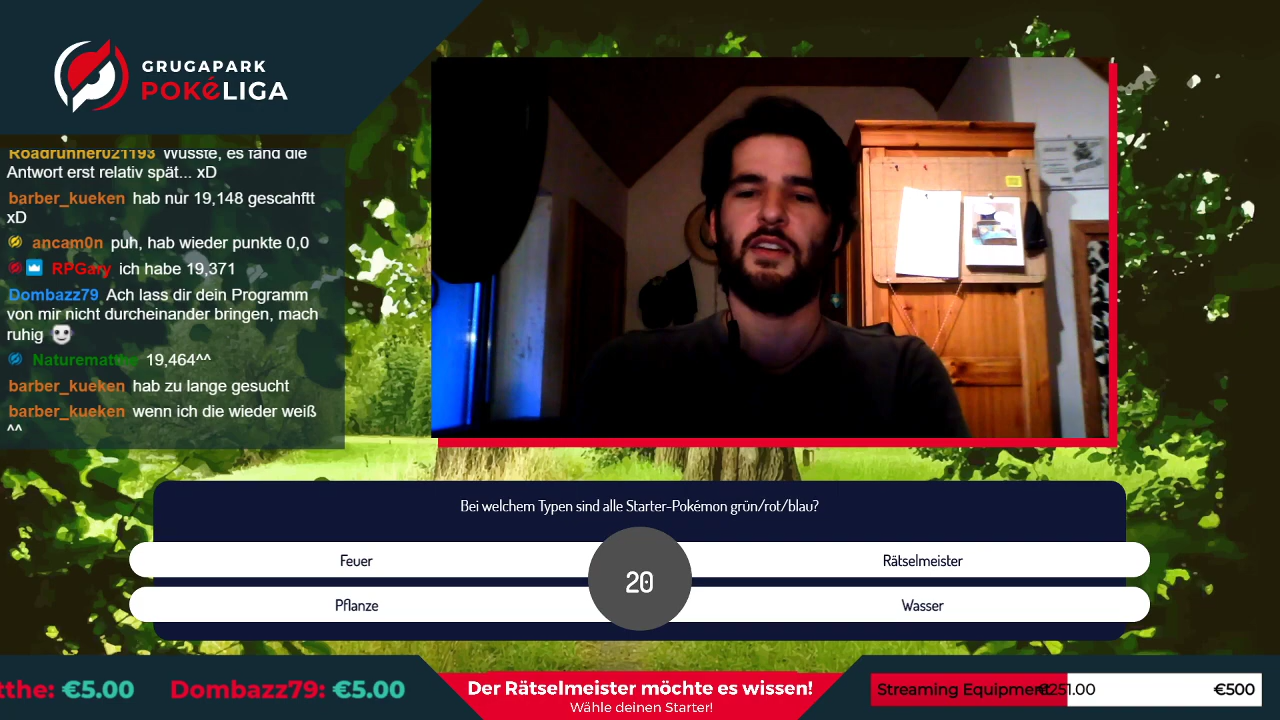 GRUGAPARK
POKéLIGA
Roadrunner021193 Wusste, es fand die
Antwort erst relativ spät... xD
barber_kueken hab nur 19,148 gescahftt
xD
ancam0n puh, hab wieder punkte 0,0
RPGary ich habe 19,371
Dombazz79 Ach lass dir dein Programm
von mir nicht durcheinander bringen, mach
ruhig
Naturematthe 19,464^^
barber_kueken hab zu lange gesucht
barber_kueken wenn ich die wieder weiß
^^
Bei welchem Typen sind alle Starter-Pokémon grün/rot/blau?
Feuer
Rätselmeister
20
Pflanze
Wasser
tthe: €5.00 Dombazz79: €5.00
Der Rätselmeister möchte es wissen!
Wähle deinen Starter!
Streaming Equipment €251.00 €500